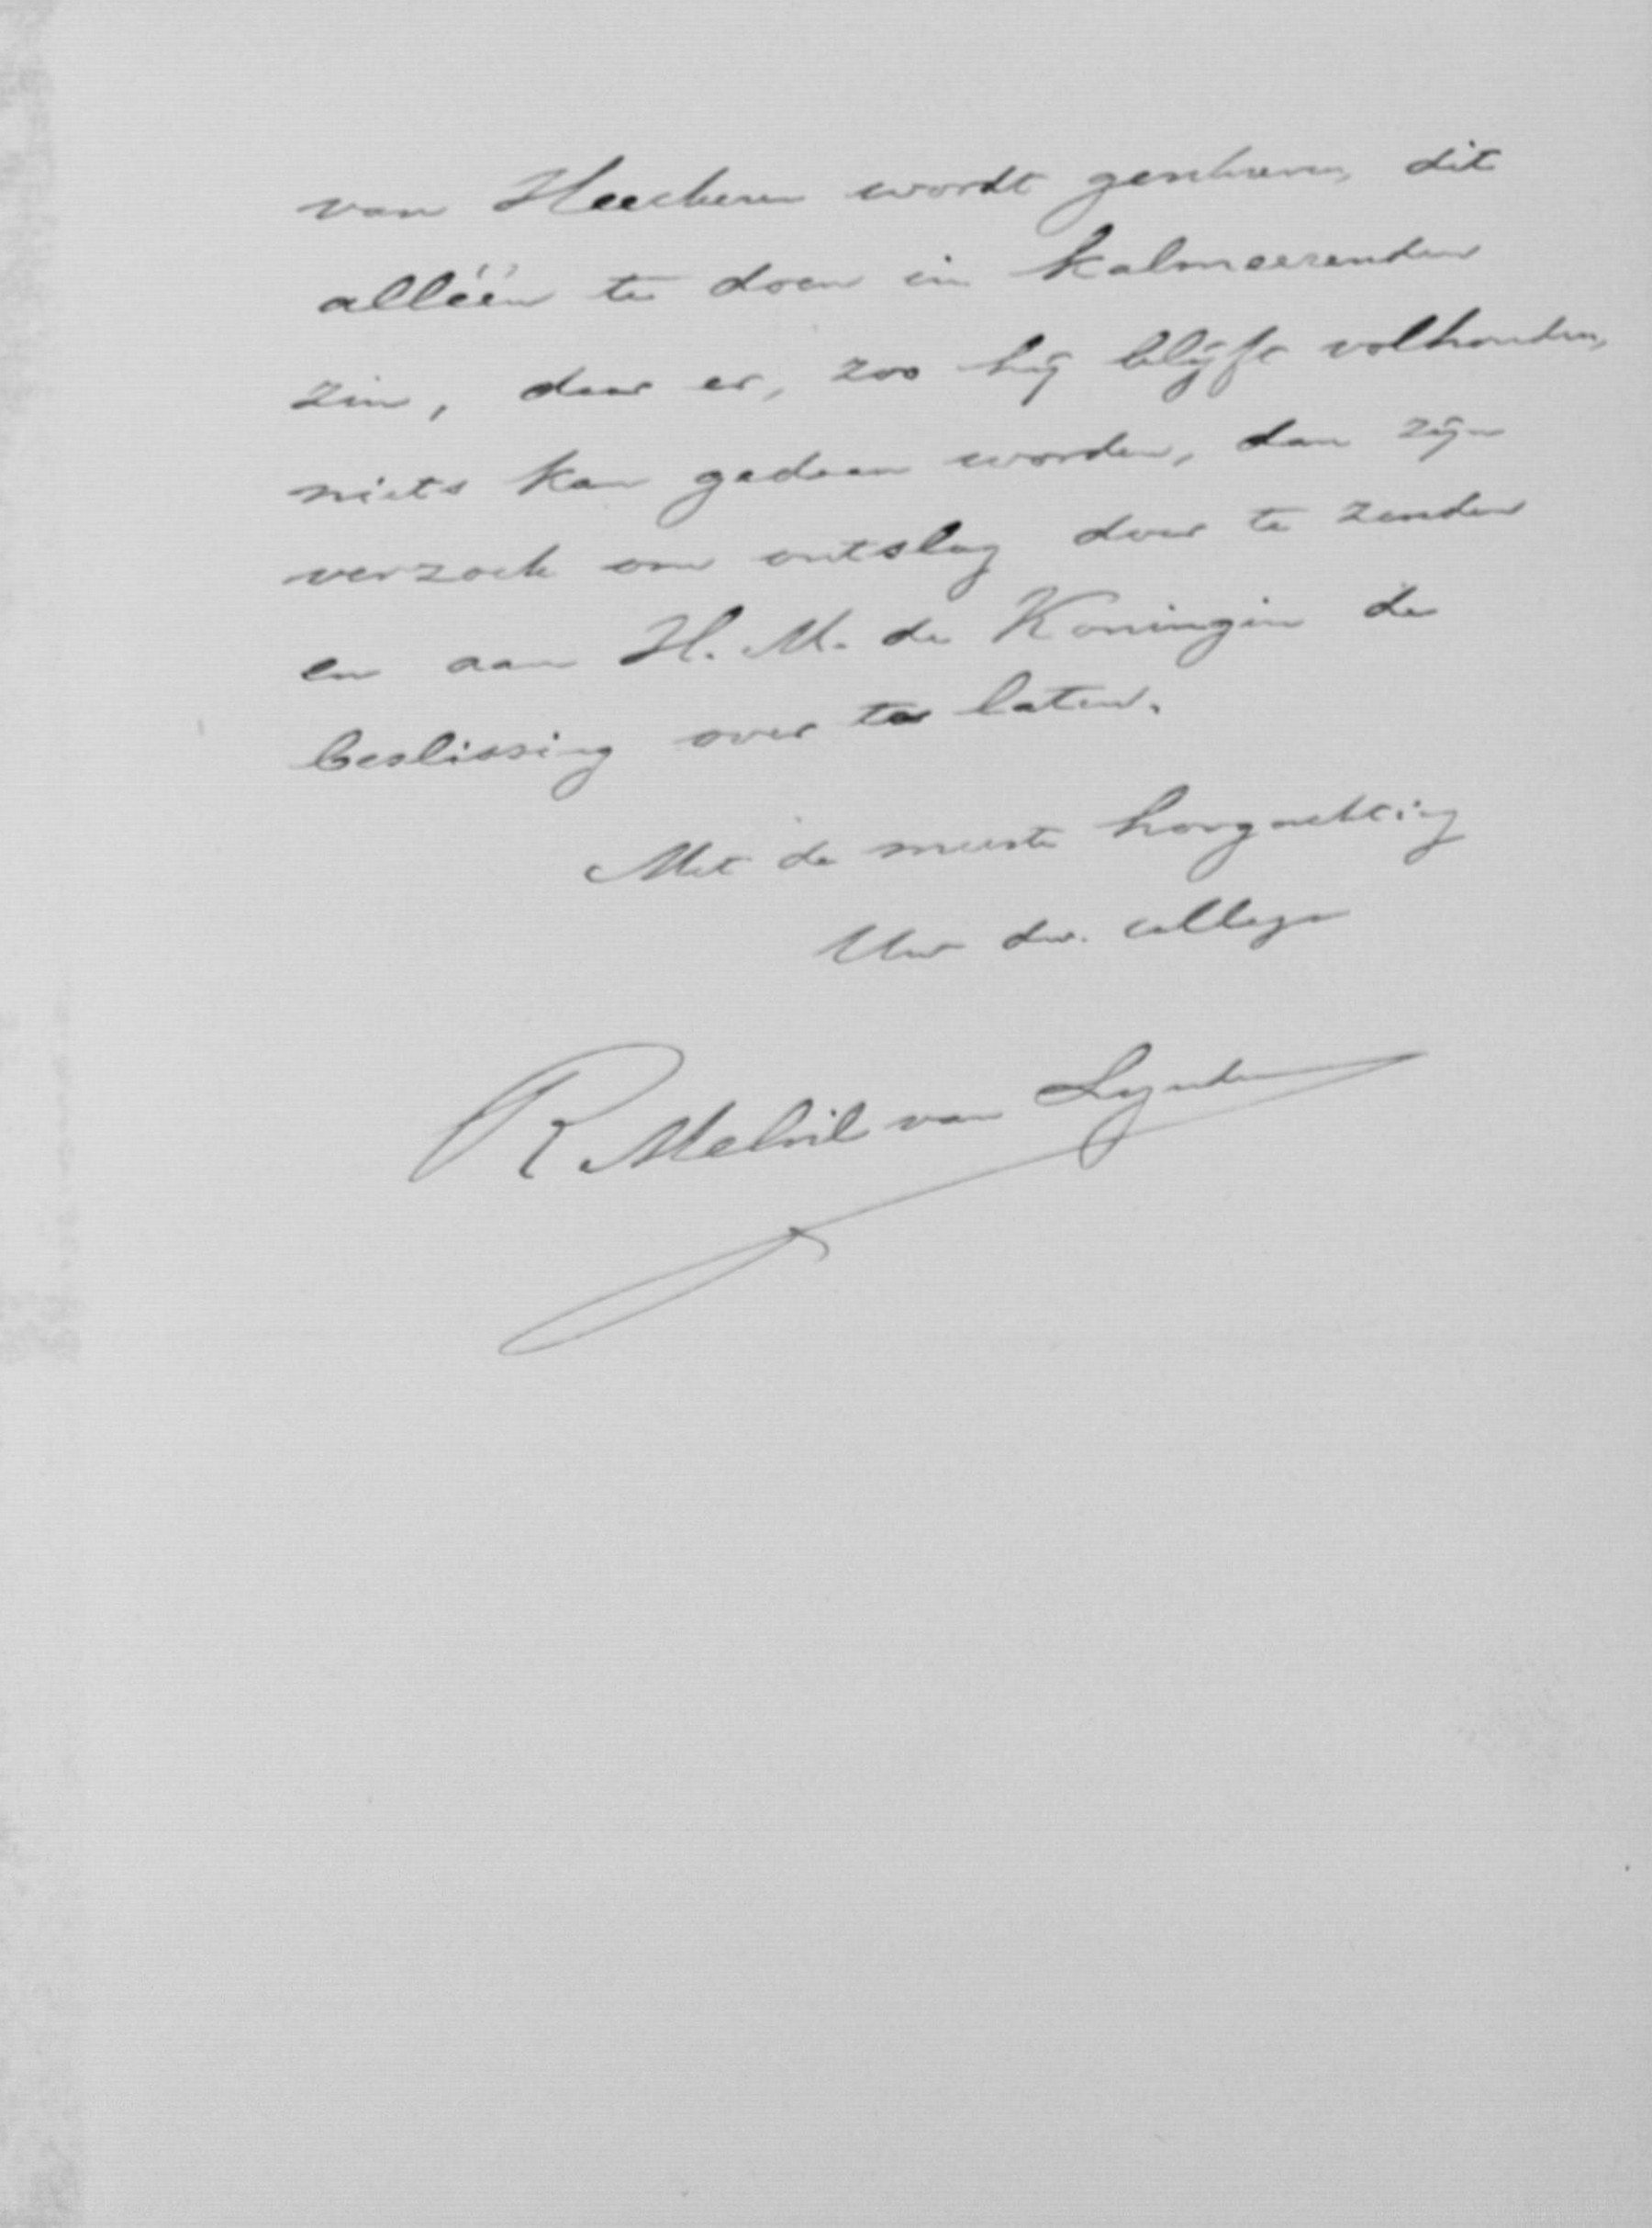 van Heeckeren wordt geschreven, dit
alléén te doen in kalmeerenden
zin, daar er, zoo hij blijft volhouden,
niets kan gedaan worden, dan zijn
verzoek om ontslag door te zenden
en aan H. M. de Koningin de
beslissing over te laten.
Met de meeste hoogachting
Uw dw. collega
R Melvil van Lynden